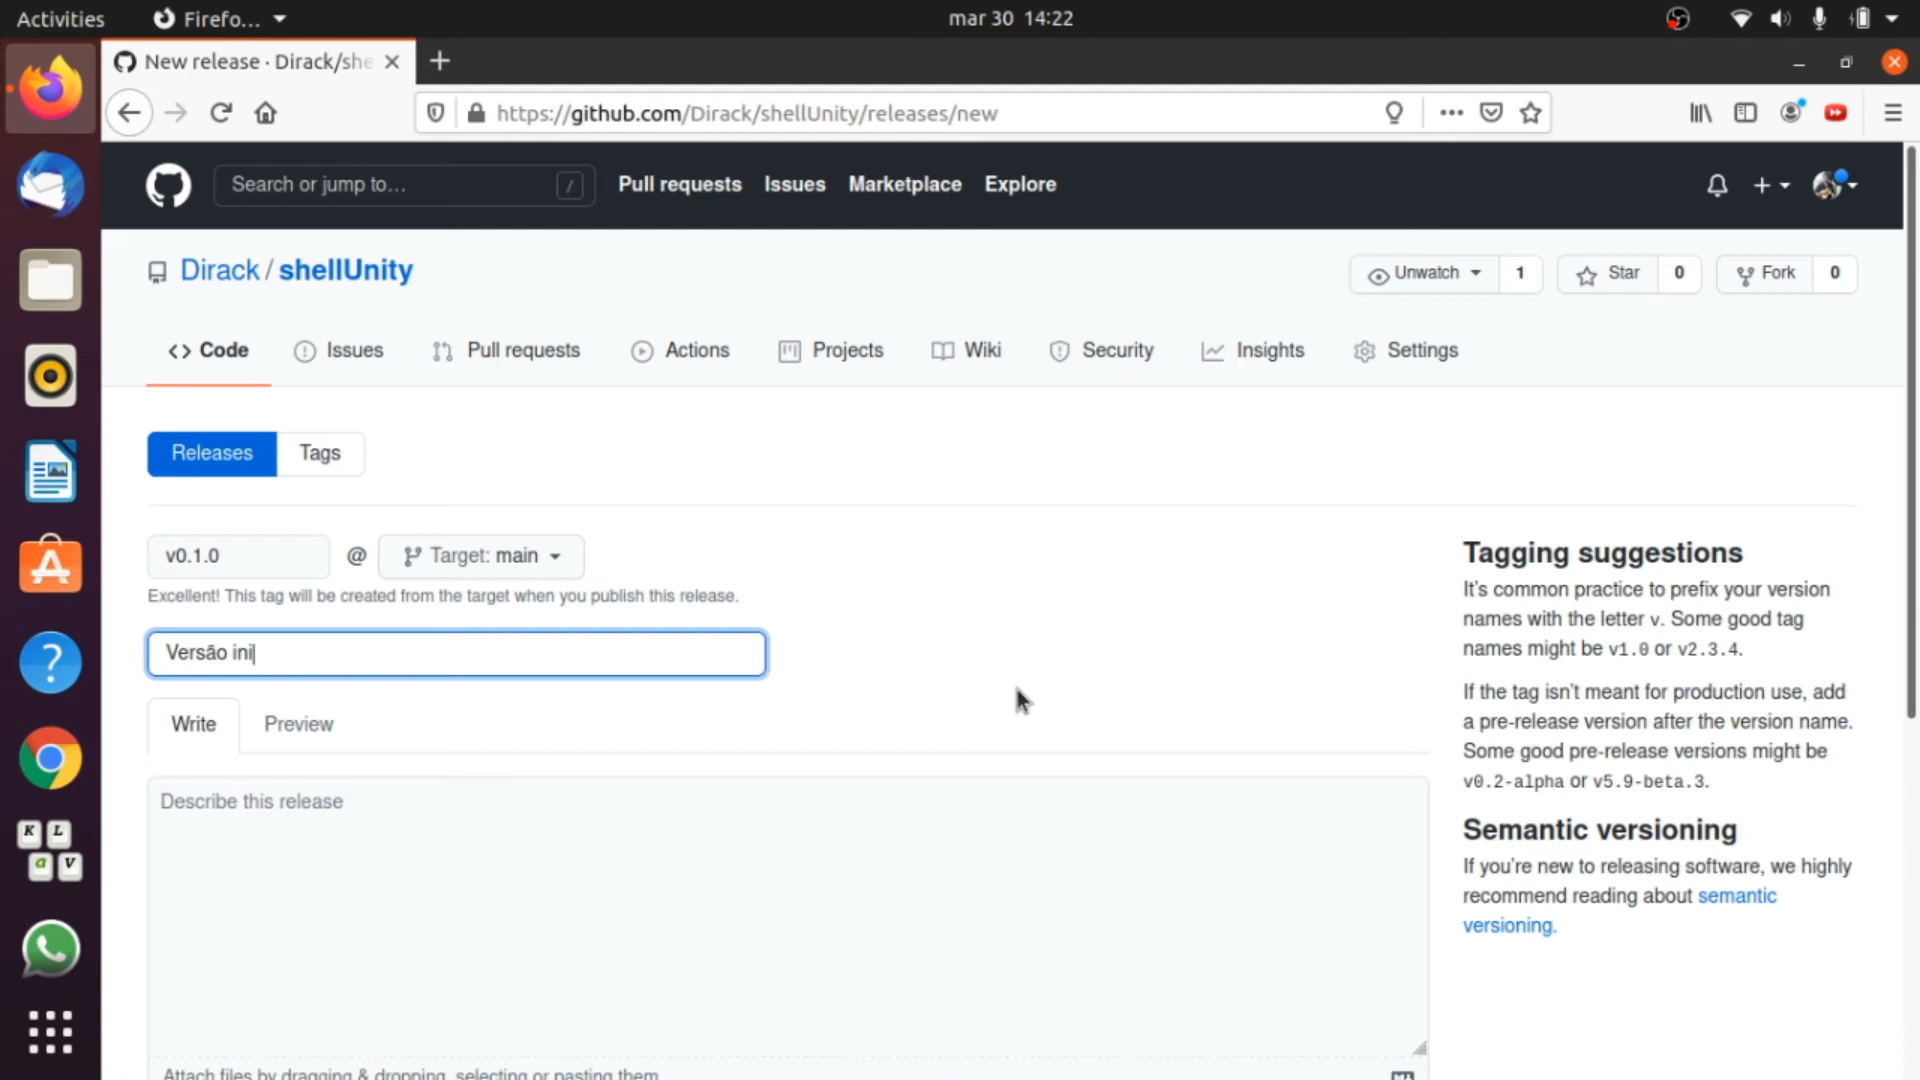 Activities
Firefo...
mar 30 14:22
New release · Dirack/she
https://github.com/Dirack/shellUnity/releases/new
Search or jump to…
/
Pull requests
Issues
Marketplace
Explore
Dirack / shellUnity
Unwatch
1
Star
0
Fork
0
Code
Issues
Pull requests
Actions
Projects
Wiki
Security
Insights
Settings
Releases
Tags
v0.1.0
@
Target: main
Excellent! This tag will be created from the target when you publish this release.
Versão ini
Write
Preview
Describe this release
Attach files by dragging & dropping, selecting or pasting them.
Tagging suggestions
It's common practice to prefix your version
names with the letter v. Some good tag
names might be v1.0 or v2.3.4.
If the tag isn't meant for production use, add
a pre-release version after the version name.
Some good pre-release versions might be
v0.2-alpha or v5.9-beta.3.
Semantic versioning
If you're new to releasing software, we highly
recommend reading about semantic
versioning.
K L
a V